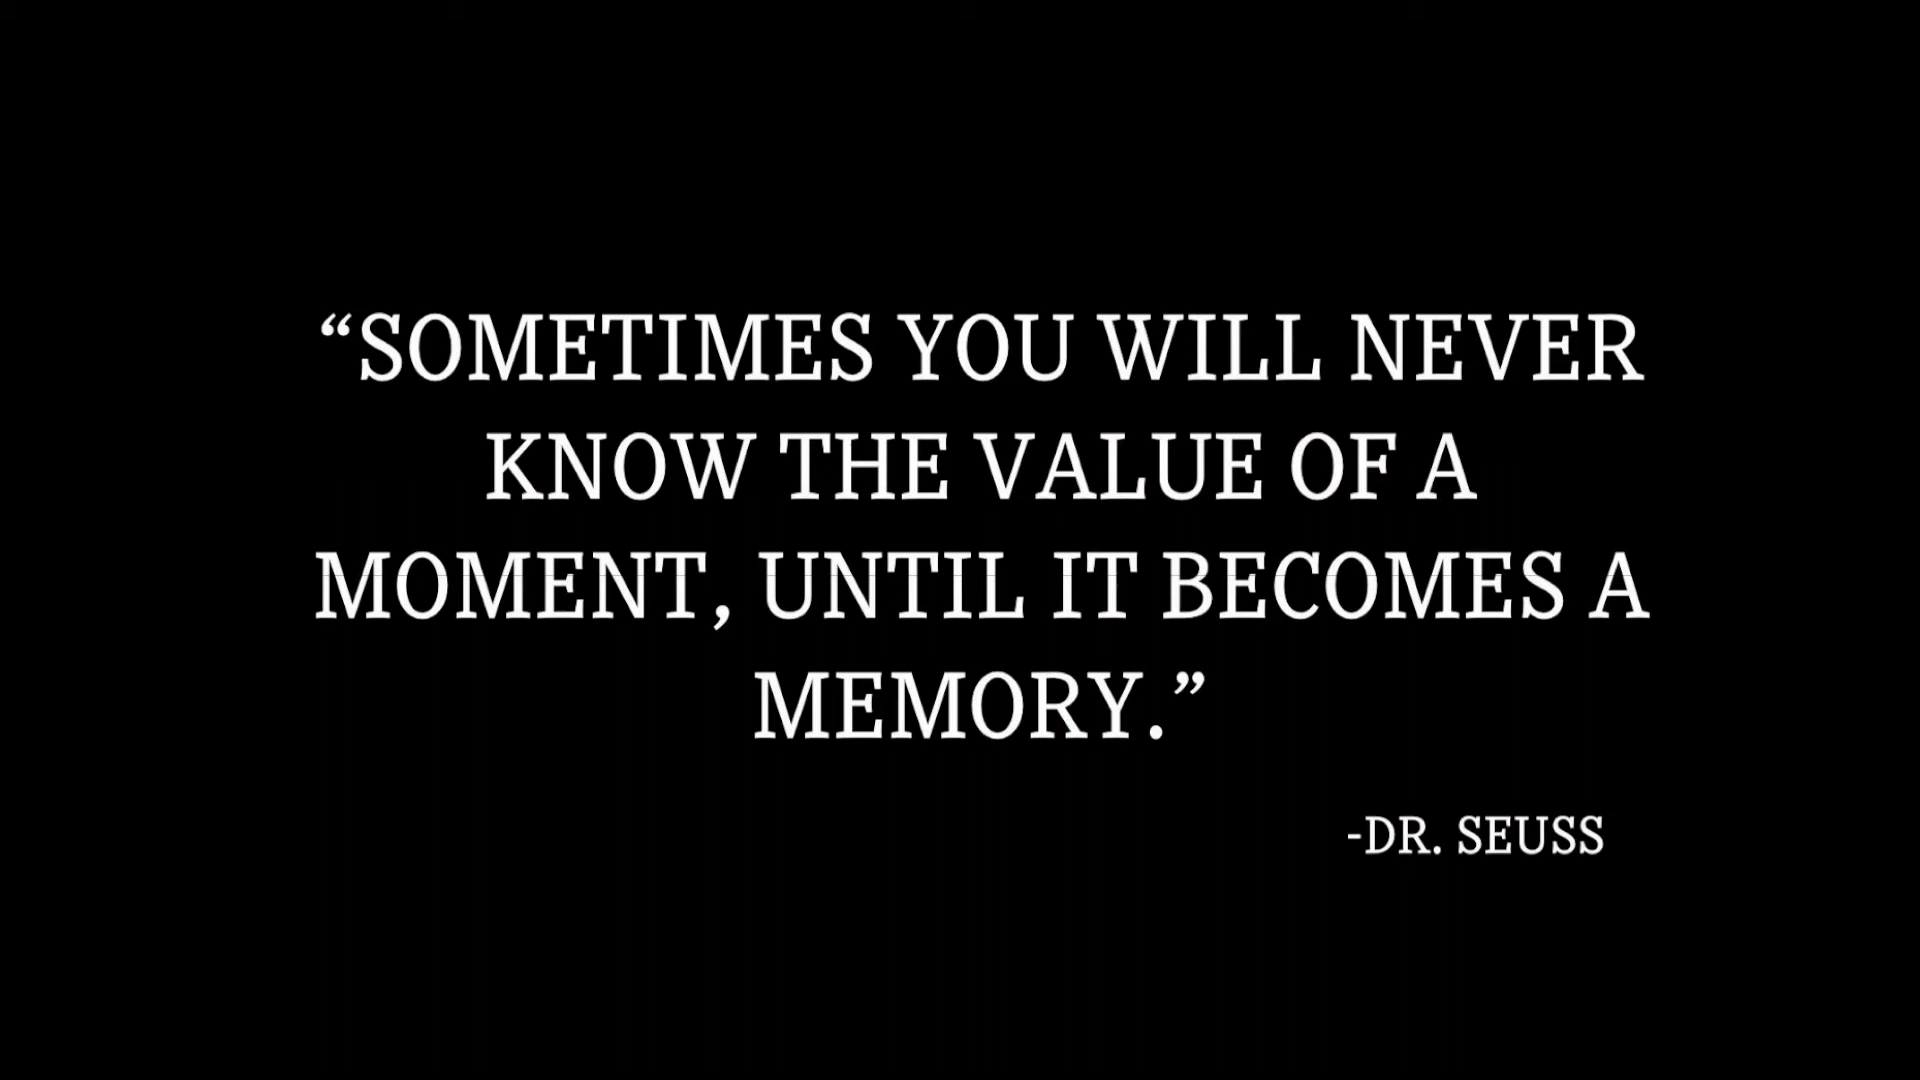 “SOMETIMES YOU WILL NEVER
KNOW THE VALUE OF A
MOMENT, UNTIL IT BECOMES A
MEMORY.”
-DR. SEUSS